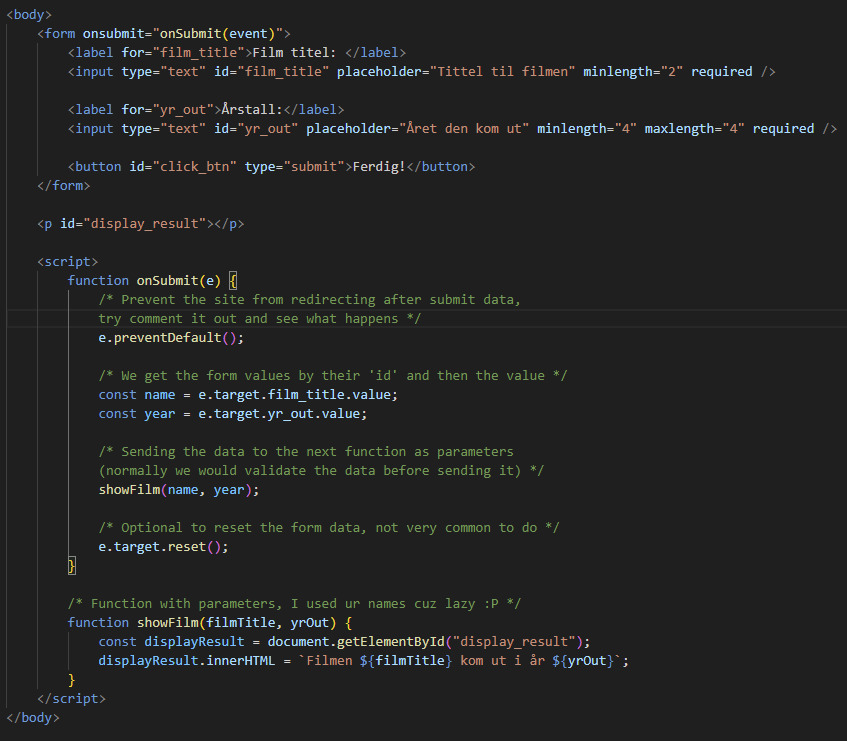 <body>
<form onsubmit="onSubmit(event)">
<label for="film_title">Film titel: </label>
<input type="text" id="film_title" placeholder="Tittel til filmen" minlength="2" required />
<label for="yr_out">Årstall:</label>
<input type="text" id="yr_out" placeholder="Året den kom ut" minlength="4" maxlength="4" required />
<button id="click_btn" type="submit">Ferdig!</button>
</form>
<p id="display_result"></p>
<script>
function onSubmit(e) {
/* Prevent the site from redirecting after submit data,
try comment it out and see what happens */
e.preventDefault();
/* We get the form values by their 'id' and then the value */
const name = e.target.film_title.value;
const year = e.target.yr_out.value;
/* Sending the data to the next function as parameters
(normally we would validate the data before sending it) */
showFilm(name, year);
/* Optional to reset the form data, not very common to do */
e.target.reset();
}
/* Function with parameters, I used ur names cuz lazy :P */
function showFilm(filmTitle, yrOut) {
const displayResult = document.getElementById("display_result");
displayResult.innerHTML = `Filmen ${filmTitle} kom ut i år ${yrOut}`;
}
</script>
</body>